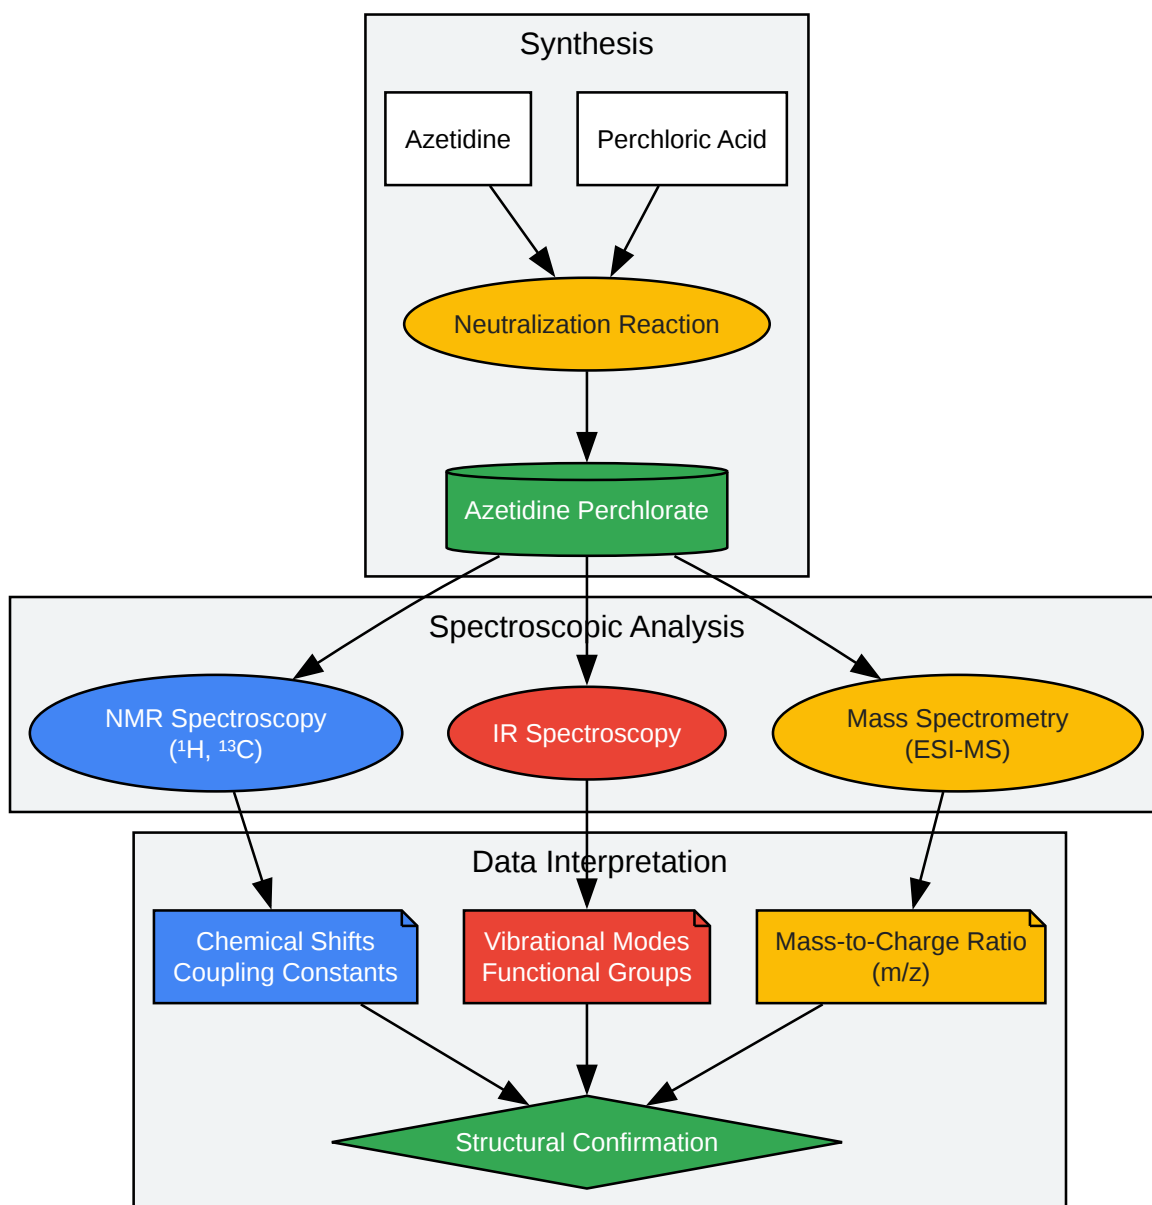 Synthesis
Azetidine
Perchloric Acid
Neutralization Reaction
Azetidine Perchlorate
Spectroscopic Analysis
NMR Spectroscopy
(¹H, ¹³C)
IR Spectroscopy
Mass Spectrometry
(ESI-MS)
Data Interpretation
Chemical Shifts
Coupling Constants
Vibrational Modes
Functional Groups
Mass-to-Charge Ratio
(m/z)
Structural Confirmation